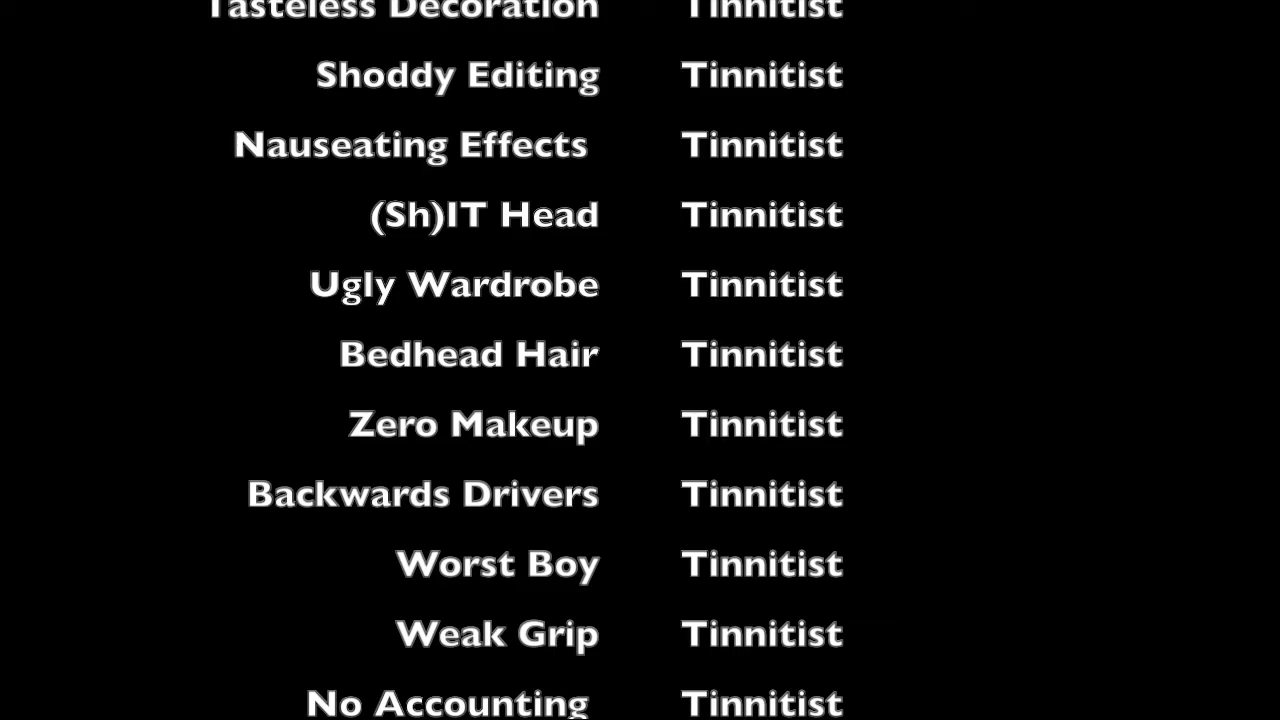 Tasteless Decoration Tinnitist
Shoddy Editing Tinnitist
Nauseating Effects Tinnitist
(Sh)IT Head Tinnitist
Ugly Wardrobe Tinnitist
Bedhead Hair Tinnitist
Zero Makeup Tinnitist
Backwards Drivers Tinnitist
Worst Boy Tinnitist
Weak Grip Tinnitist
No Accounting Tinnitist